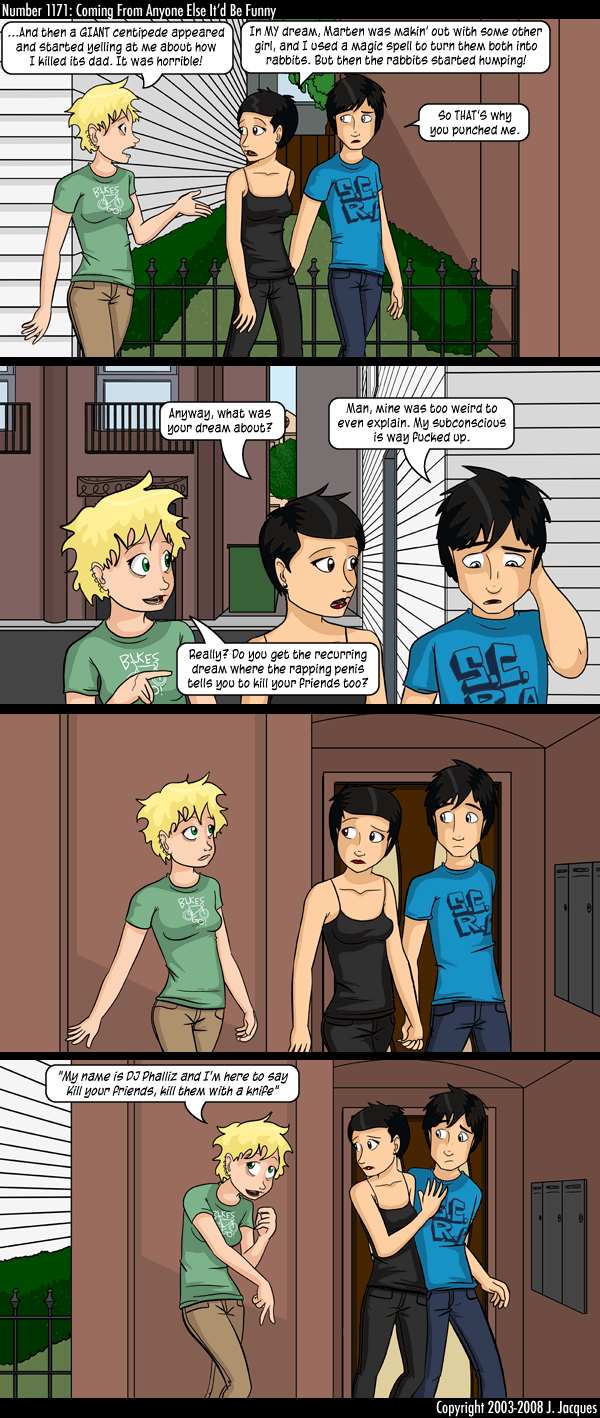 Number 1171: Coming From Anyone Else It'd Be Funny
...And then a GIANT centipede appeared
and started yelling at me about how
I killed its dad. It was horrible!
In MY dream, Marten was makin' out with some other
girl, and I used a magic spell to turn them both into
rabbits. But then the rabbits started humping!
So THAT'S why
you punched me.
BIKES
GO!
S.C.
R.A
Anyway, what was
your dream about?
Man, mine was too weird to
even explain. My subconscious
is way fucked up.
Really? Do you get the recurring
dream where the rapping penis
tells you to kill your friends too?
BIKES
S.C.
R.A
BIKES
S.C.
R.
"My name is DJ Phalliz and I'm here to say
Kill your friends, kill them with a knife"
BIKES
S.C.
R.
Copyright 2003-2008 J. Jacques